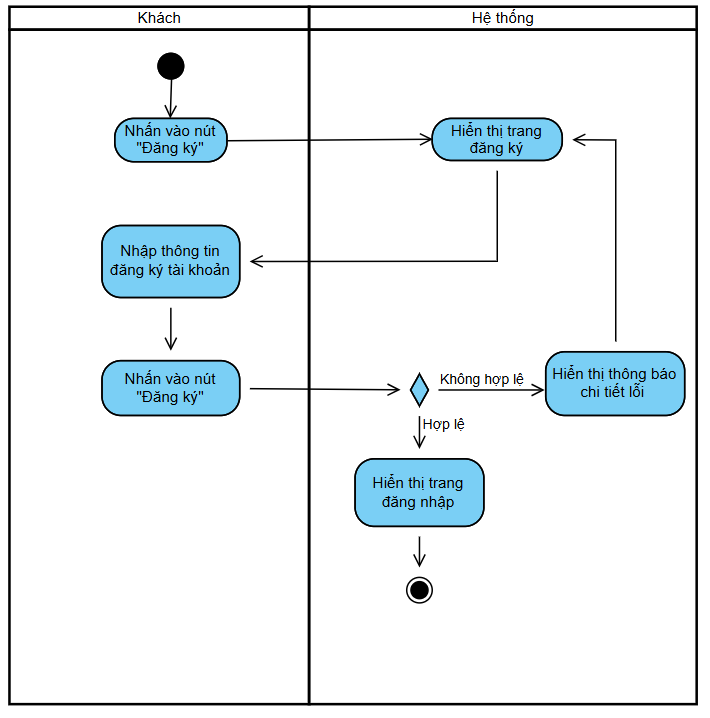 Khách
Hệ thống
Nhấn vào nút
"Đăng ký"
Hiển thị trang
đăng ký
Nhập thông tin
đăng ký tài khoản
Nhấn vào nút
"Đăng ký"
Không hợp lệ
Hiển thị thông báo
chi tiết lỗi
Hợp lệ
Hiển thị trang
đăng nhập